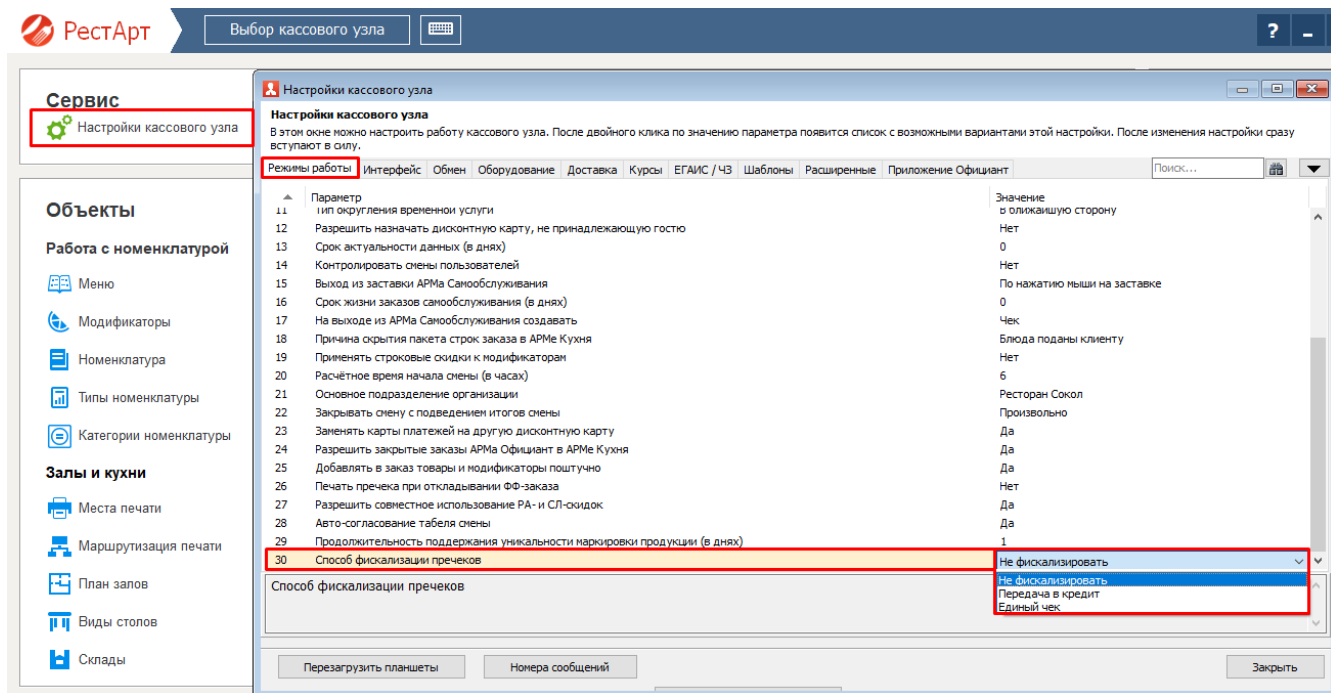 РестАрт
Выбор кассового узла
?
Сервис
Настройки кассового узла
Объекты
Работа с номенклатурой
Меню
Модификаторы
Номенклатура
Типы номенклатуры
Категории номенклатуры
Залы и кухни
Места печати
Маршрутизация печати
План залов
Виды столов
Склады
Настройки кассового узла
Настройки кассового узла
В этом окне можно настроить работу кассового узла. После двойного клика по значению параметра появится список с возможными вариантами этой настройки. После изменения настройки сразу
вступают в силу.
Режимы работы Интерфейс Обмен Оборудование Доставка Курсы ЕГАИС / ЧЗ Шаблоны Расширенные Приложение Официант Поиск...
Параметр Значение
11 Тип округления временной услуги В ближайшую сторону
12 Разрешить назначать дисконтную карту, не принадлежащую гостю Нет
13 Срок актуальности данных (в днях) 0
14 Контролировать смены пользователей Нет
15 Выход из заставки АРМа Самообслуживания По нажатию мыши на заставке
16 Срок жизни заказов самообслуживания (в днях) 0
17 На выходе из АРМа Самообслуживания создавать Чек
18 Причина скрытия пакета строк заказа в АРМе Кухня Блюда поданы клиенту
19 Применять строковые скидки к модификаторам Нет
20 Расчётное время начала смены (в часах) 6
21 Основное подразделение организации Ресторан Сокол
22 Закрывать смену с подведением итогов смены Произвольно
23 Заменять карты платежей на другую дисконтную карту Да
24 Разрешить закрытые заказы АРМа Официант в АРМе Кухня Да
25 Добавлять в заказ товары и модификаторы поштучно Да
26 Печать пречека при откладывании ФФ-заказа Нет
27 Разрешить совместное использование РА- и СЛ-скидок Да
28 Авто-согласование табеля смены Да
29 Продолжительность поддержания уникальности маркировки продукции (в днях) 1
30 Способ фискализации пречеков Не фискализировать
Не фискализировать
Передача в кредит
Единый чек
Способ фискализации пречеков
Перезагрузить планшеты Номера сообщений Закрыть